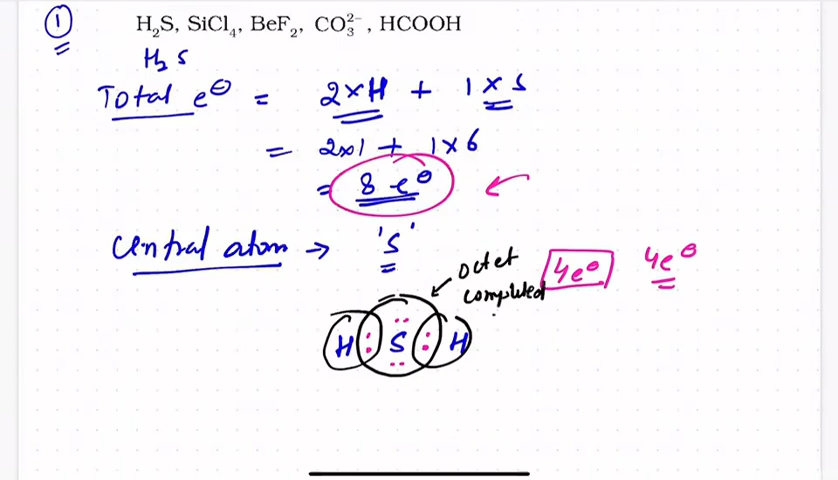 ① H₂S, SiCl₄, BeF₂, CO₃²⁻, HCOOH
H₂ S
Total e⊖ = 2×H + 1×S
= 2×1 + 1×6
= 8 e⊖
Central atom → 'S'
octet completed
4e⊖ 4e⊖
H : S : H